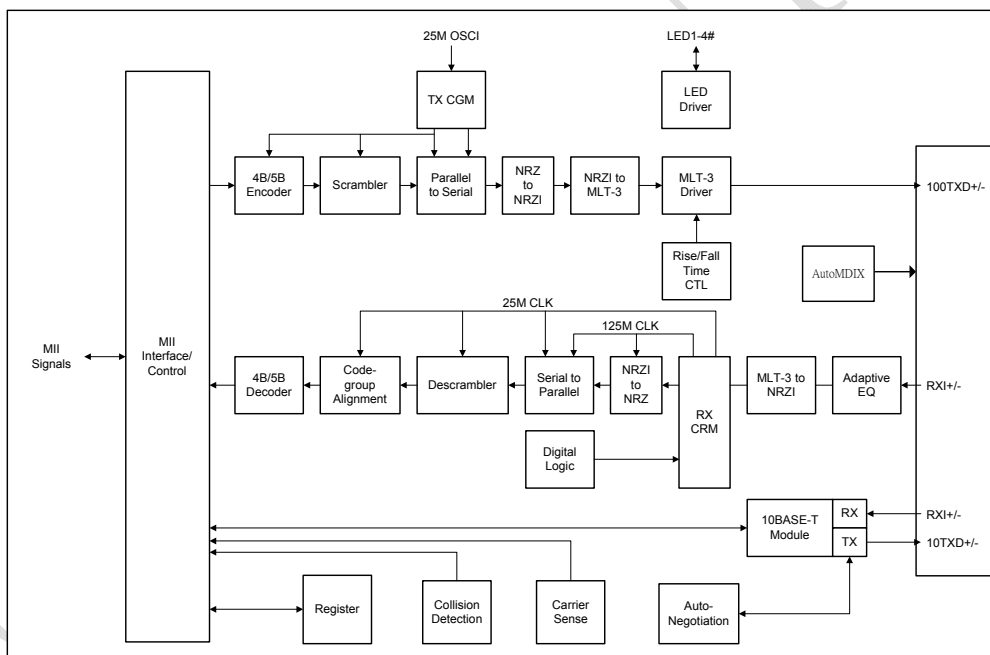 25M OSCI
LED1-4#
TX CGM
LED
Driver
4B/5B
Encoder
Scrambler
Parallel
to Serial
NRZ
to
NRZI
NRZI to
MLT-3
MLT-3
Driver
100TXD+/-
Rise/Fall
Time
CTL
AutoMDIX
25M CLK
125M CLK
MII
Signals
MII
Interface/
Control
4B/5B
Decoder
Code-
group
Alignment
Descrambler
Serial to
Parallel
NRZI
to
NRZ
RX
CRM
MLT-3 to
NRZI
Adaptive
EQ
RXI+/-
Digital
Logic
10BASE-T
Module
RX
TX
RXI+/-
10TXD+/-
Register
Collision
Detection
Carrier
Sense
Auto-
Negotiation